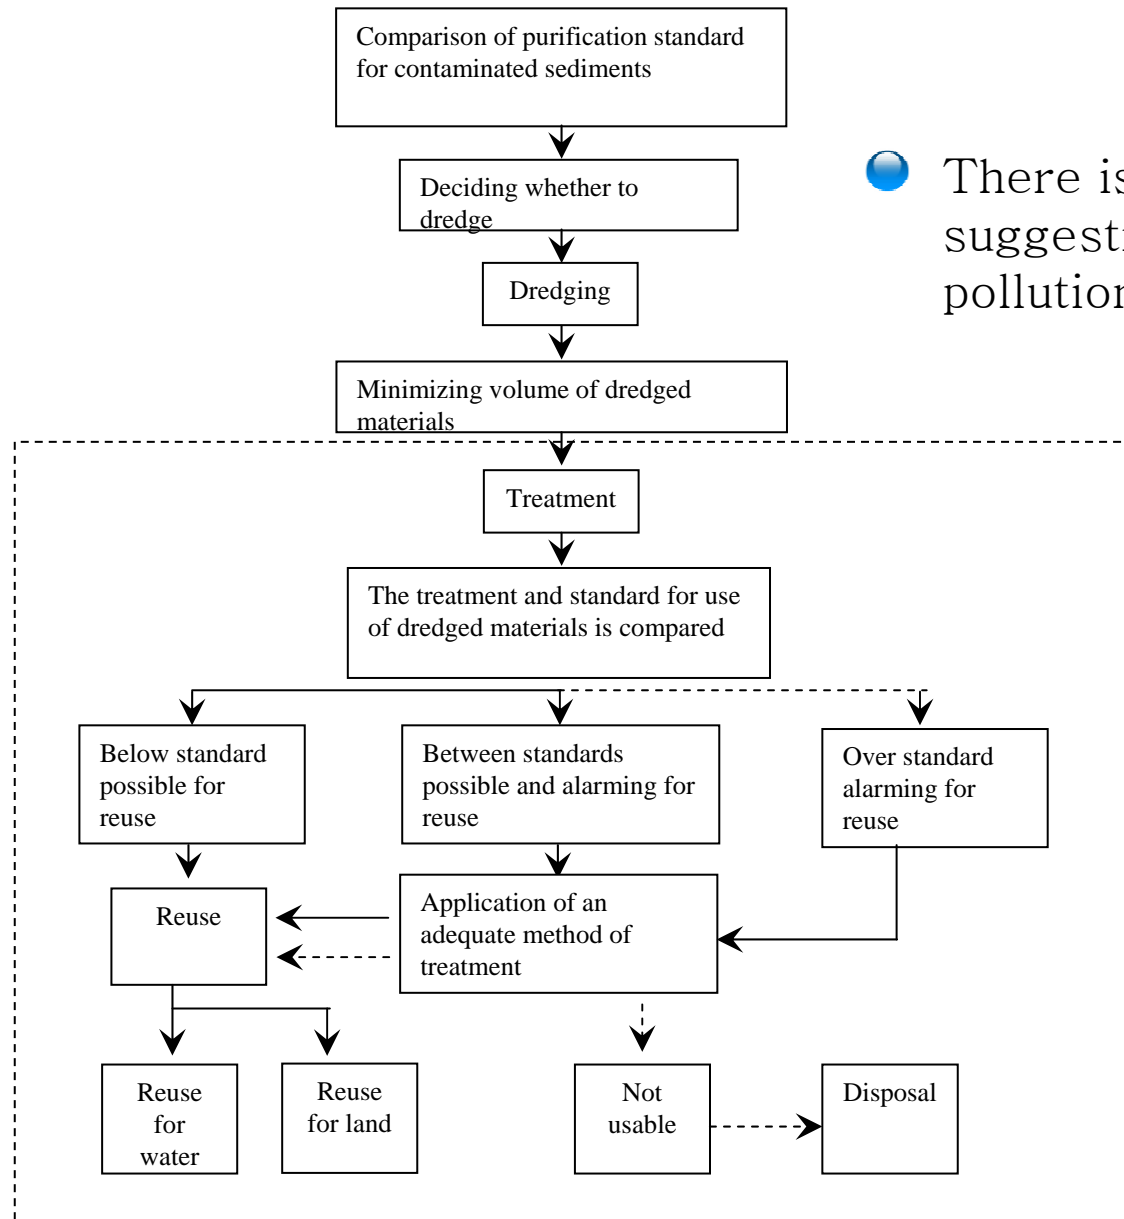 Comparison of purification standard
for contaminated sediments
Deciding whether to
dredge
There is
suggesti
pollution
Dredging
Minimizing volume of dredged
materials
Treatment
The treatment and standard for use
of dredged materials is compared
Below standard
possible for
reuse
Between standards
possible and alarming for
reuse
Over standard
alarming for
reuse
Reuse
Application of an
adequate method of
treatment
Reuse
for
water
Reuse
for land
Not
usable
Disposal